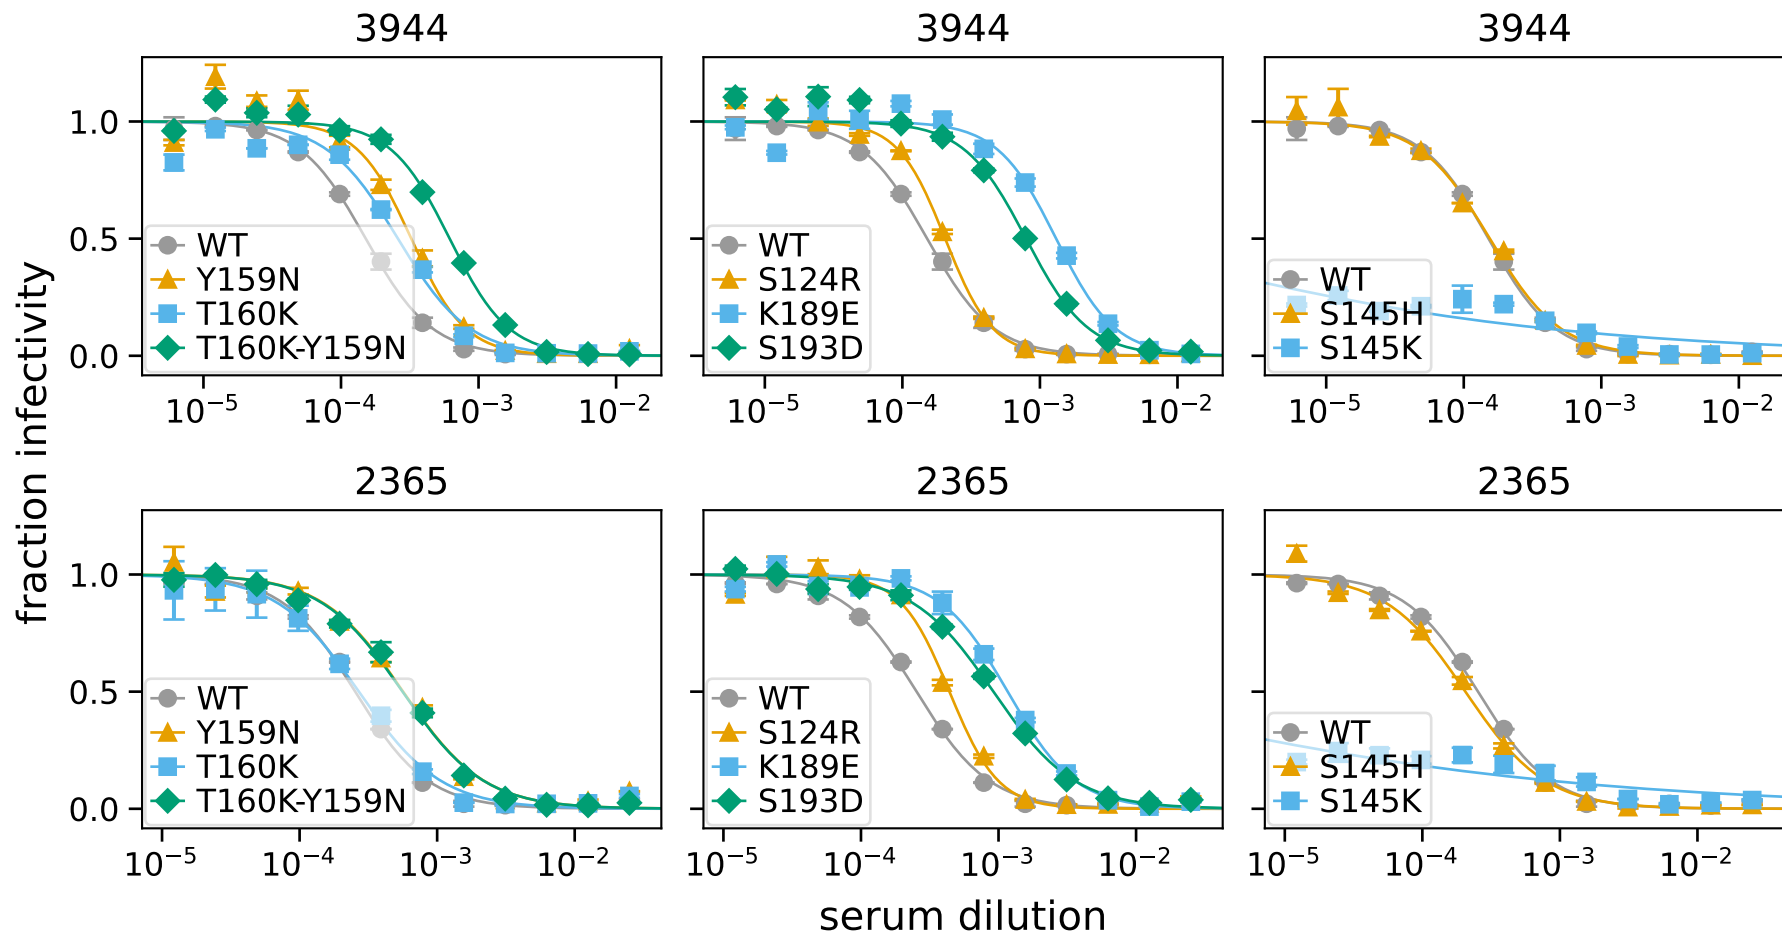 3944 3944 3944
fraction infectivity
1.0
0.5
0.0
WT
Y159N
T160K
T160K-Y159N
WT
S124R
K189E
S193D
WT
S145H
S145K
10⁻⁵ 10⁻⁴ 10⁻³ 10⁻² 10⁻⁵ 10⁻⁴ 10⁻³ 10⁻² 10⁻⁵ 10⁻⁴ 10⁻³ 10⁻²
2365 2365 2365
1.0
0.5
0.0
WT
Y159N
T160K
T160K-Y159N
WT
S124R
K189E
S193D
WT
S145H
S145K
10⁻⁵ 10⁻⁴ 10⁻³ 10⁻² 10⁻⁵ 10⁻⁴ 10⁻³ 10⁻² 10⁻⁵ 10⁻⁴ 10⁻³ 10⁻²
serum dilution